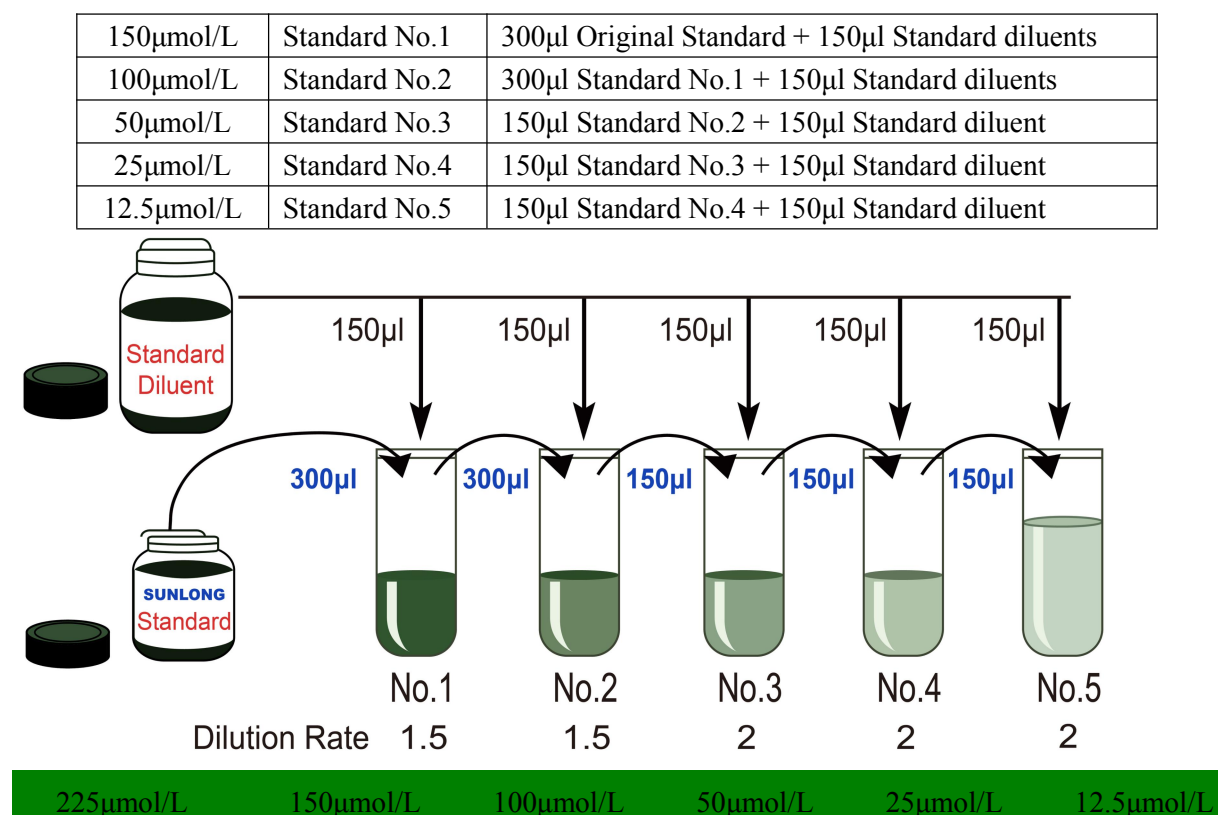 150μmol/L Standard No.1 300μl Original Standard + 150μl Standard diluents
100μmol/L Standard No.2 300μl Standard No.1 + 150μl Standard diluents
50μmol/L Standard No.3 150μl Standard No.2 + 150μl Standard diluent
25μmol/L Standard No.4 150μl Standard No.3 + 150μl Standard diluent
12.5μmol/L Standard No.5 150μl Standard No.4 + 150μl Standard diluent
150μl 150μl 150μl 150μl 150μl
Standard
Diluent
300μl 300μl 150μl 150μl 150μl
SUNLONG
Standard
No.1 No.2 No.3 No.4 No.5
Dilution Rate 1.5 1.5 2 2 2
225μmol/L 150μmol/L 100μmol/L 50μmol/L 25μmol/L 12.5μmol/L